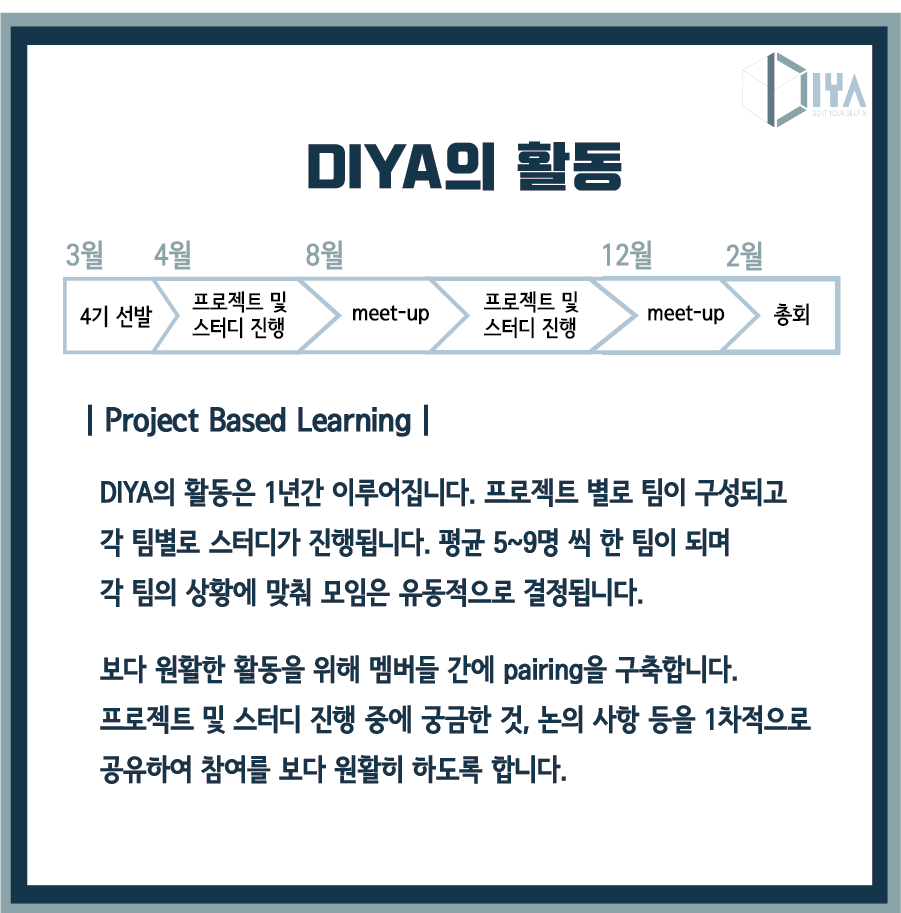 DIYA
DO IT YOUR SELF A
DIYA의 활동
3월 4월 8월 12월 2월
4기 선발
프로젝트 및
스터디 진행
meet-up
프로젝트 및
스터디 진행
meet-up
총회
| Project Based Learning |
DIYA의 활동은 1년간 이루어집니다. 프로젝트 별로 팀이 구성되고
각 팀별로 스터디가 진행됩니다. 평균 5~9명 씩 한 팀이 되며
각 팀의 상황에 맞춰 모임은 유동적으로 결정됩니다.
보다 원활한 활동을 위해 멤버들 간에 pairing을 구축합니다.
프로젝트 및 스터디 진행 중에 궁금한 것, 논의 사항 등을 1차적으로
공유하여 참여를 보다 원활히 하도록 합니다.